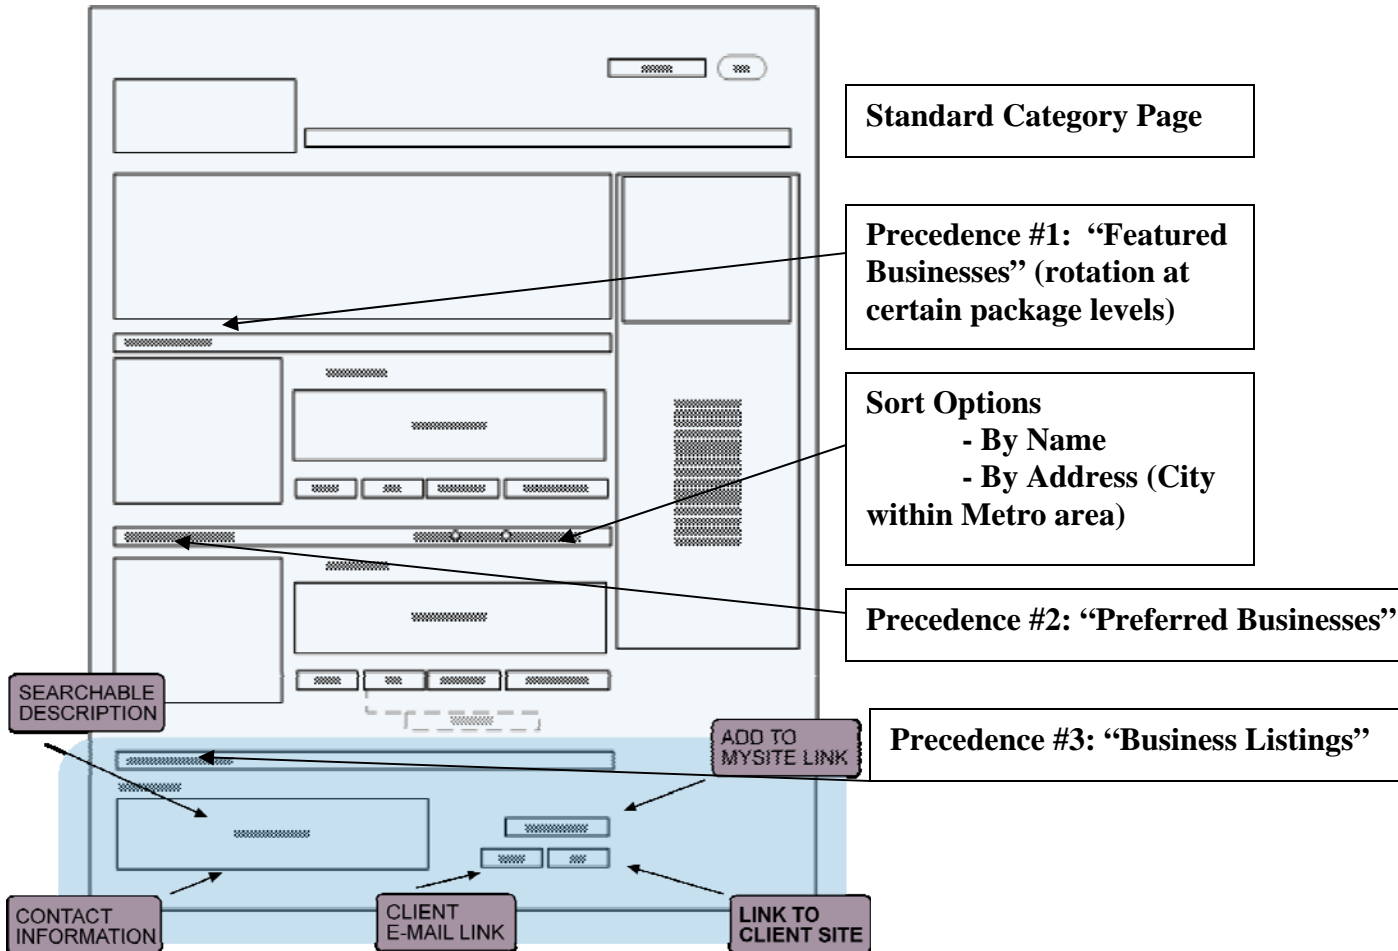 Standard Category Page
Precedence #1: “Featured
Businesses” (rotation at
certain package levels)
Sort Options
- By Name
- By Address (City
within Metro area)
Precedence #2: “Preferred Businesses”
SEARCHABLE
DESCRIPTION
ADD TO
MYSITE LINK
Precedence #3: “Business Listings”
CONTACT
INFORMATION
CLIENT
E-MAIL LINK
LINK TO
CLIENT SITE